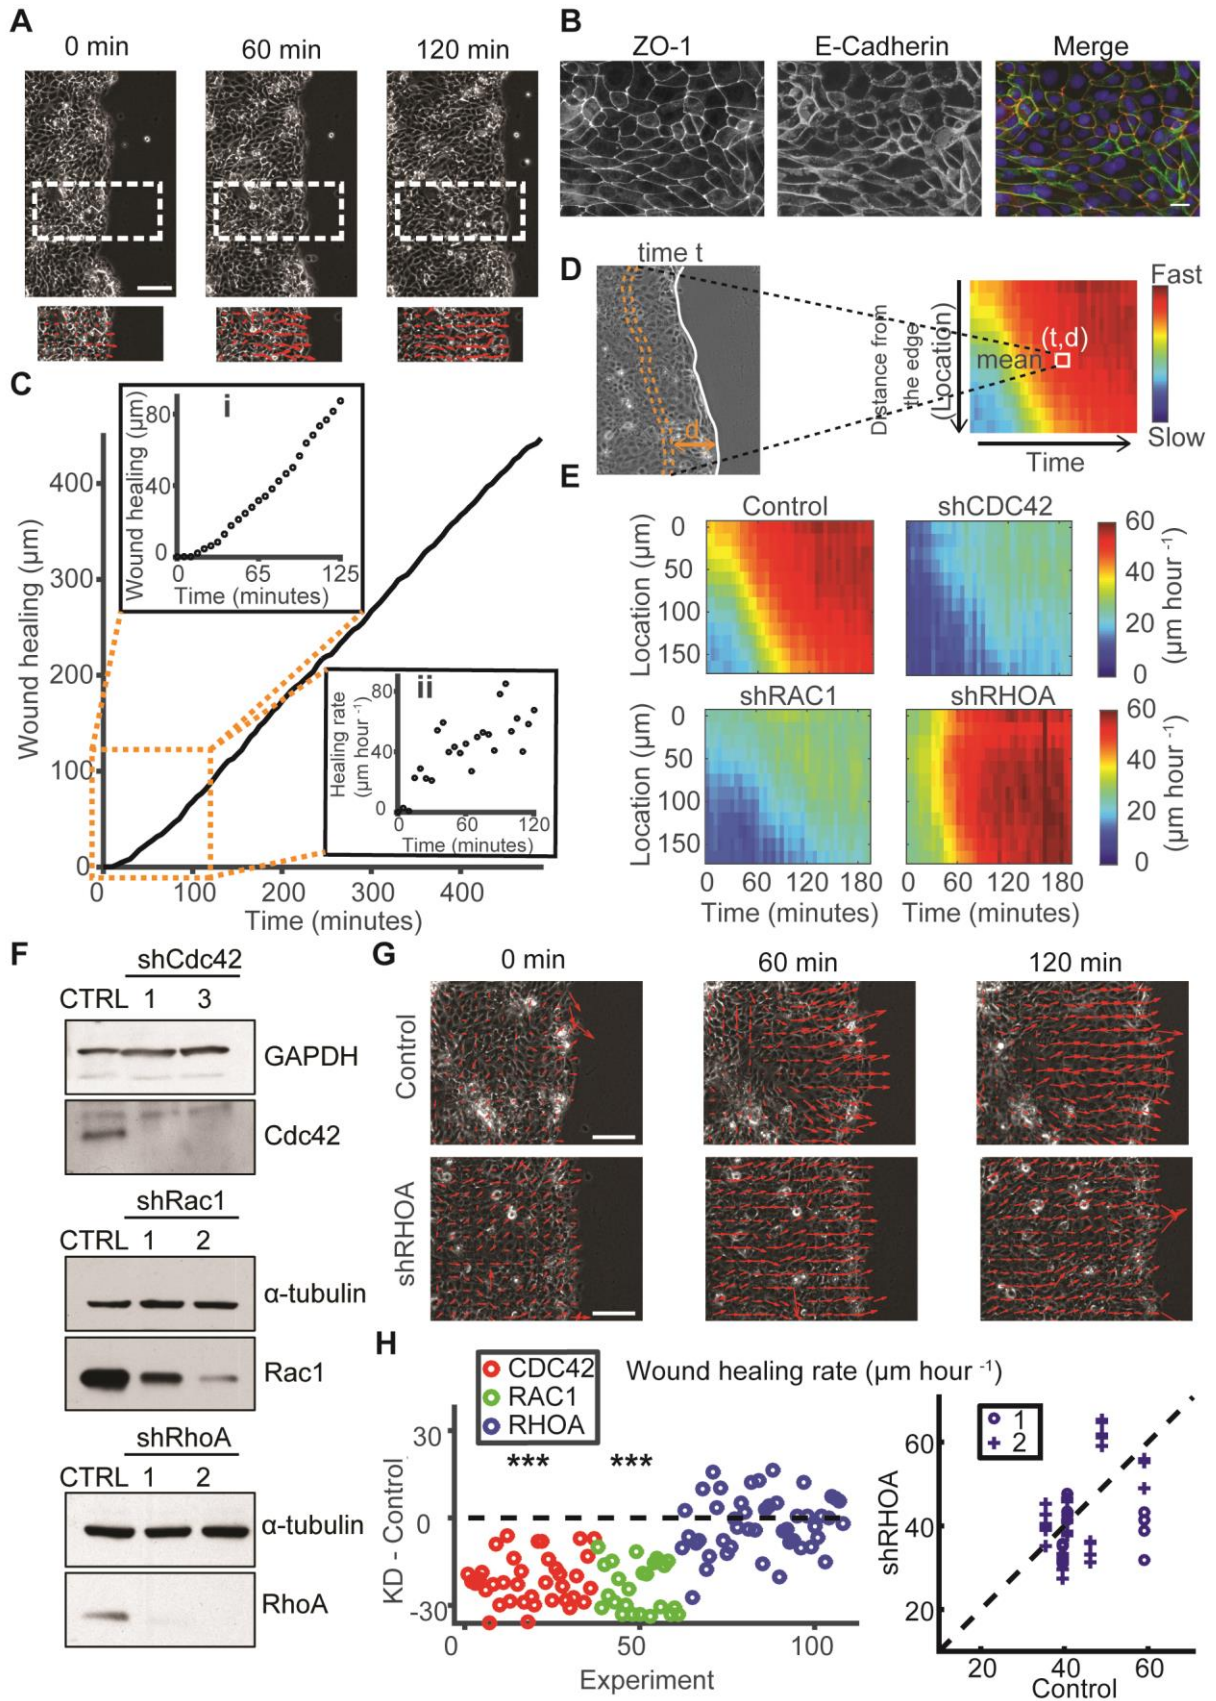 A
0 min
60 min
120 min
B
ZO-1
E-Cadherin
Merge
C
Wound healing (µm)
400
300
200
100
0
0
100
200
300
400
Time (minutes)
i
Wound healing (µm)
80
40
0
0
65
125
Time (minutes)
ii
Healing rate
(µm hour -1)
80
40
0
0
60
120
Time (minutes)
D
time t
d
Distance from
the edge
(Location)
(t,d)
mean
Time
Fast
Slow
E
Control
shCDC42
Location (µm)
0
50
100
150
60
40
20
0
(µm hour -1)
shRAC1
shRHOA
Location (µm)
0
50
100
150
0 60 120 180
Time (minutes)
0 60 120 180
Time (minutes)
60
40
20
0
(µm hour -1)
F
shCdc42
CTRL 1 3
GAPDH
Cdc42
shRac1
CTRL 1 2
α-tubulin
Rac1
shRhoA
CTRL 1 2
α-tubulin
RhoA
G
0 min
60 min
120 min
Control
shRHOA
H
CDC42
RAC1
RHOA
Wound healing rate (µm hour -1)
***
***
KD - Control
30
0
-30
0
50
100
Experiment
1
2
shRHOA
60
40
20
20
40
60
Control